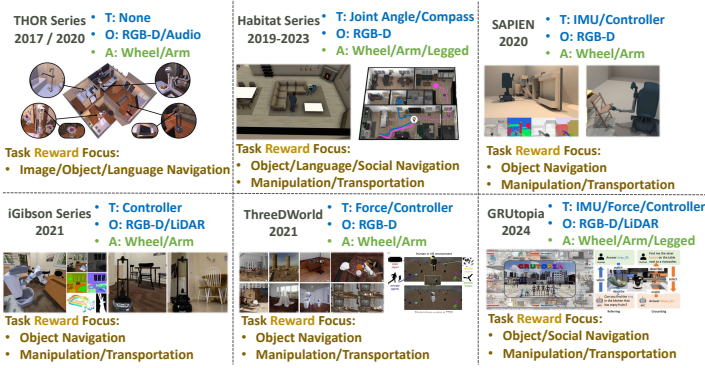 THOR Series
2017 / 2020
• T: None
• O: RGB-D/Audio
• A: Wheel/Arm
Task Reward Focus:
• Image/Object/Language Navigation
Habitat Series
2019-2023
• T: Joint Angle/Compass
• O: RGB-D
• A: Wheel/Arm/Legged
Task Reward Focus:
• Object/Language/Social Navigation
• Manipulation/Transportation
SAPIEN
2020
• T: IMU/Controller
• O: RGB-D
• A: Wheel/Arm
Task Reward Focus:
• Object Navigation
• Manipulation/Transportation
iGibson Series
2021
• T: Controller
• O: RGB-D/LiDAR
• A: Wheel/Arm
Task Reward Focus:
• Object Navigation
• Manipulation/Transportation
ThreeDWorld
2021
• T: Force/Controller
• O: RGB-D
• A: Wheel/Arm
Task Reward Focus:
• Object Navigation
• Manipulation/Transportation
GRUtopia
2024
• T: IMU/Force/Controller
• O: RGB-D/LiDAR
• A: Wheel/Arm/Legged
GRUTOPIA
Task Reward Focus:
• Object/Social Navigation
• Manipulation/Transportation